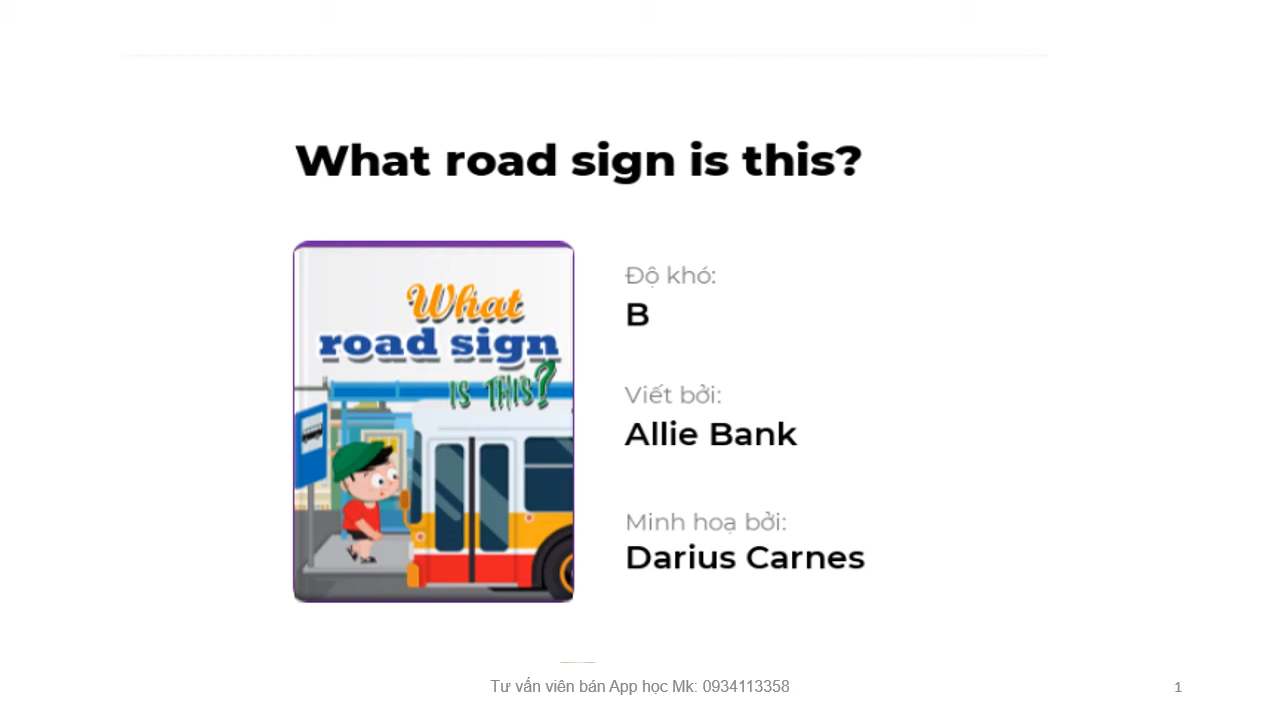 What road sign is this?
What
road sign
IS THIS?
Độ khó:
B
Viết bởi:
Allie Bank
Minh hoạ bởi:
Darius Carnes
Tư vấn viên bán App học Mk: 0934113358
1